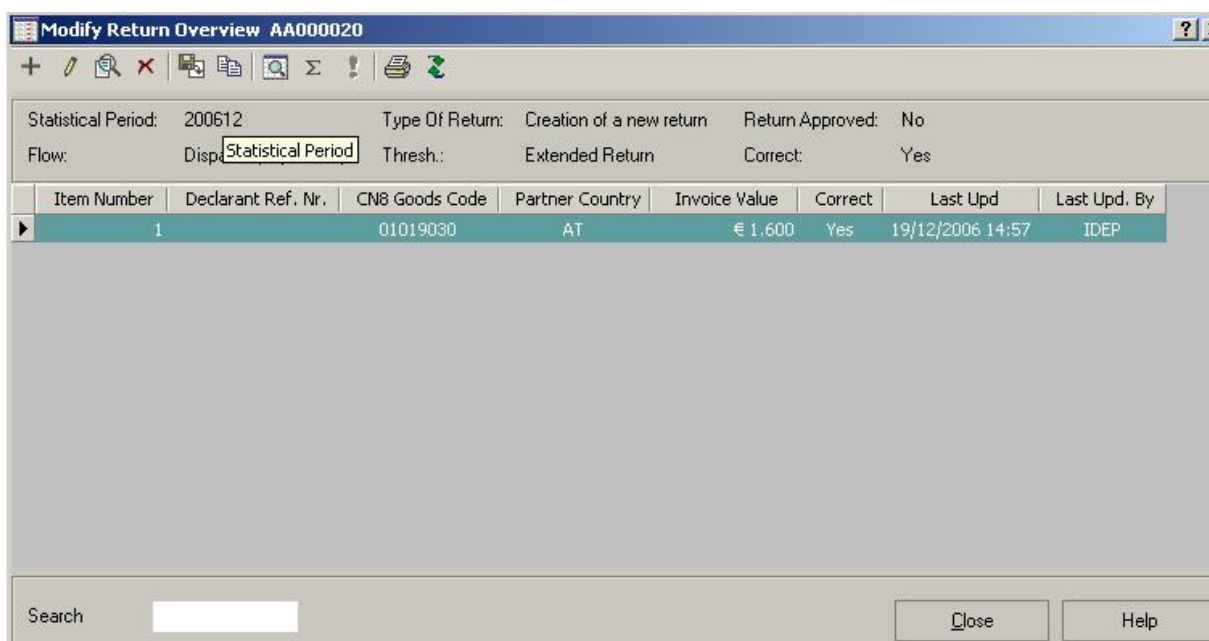 Modify Return Overview AA000020
Statistical Period: 200612 Type Of Return: Creation of a new return Return Approved: No
Flow: Statistical Period Thresh.: Extended Return Correct: Yes
Item Number Declarant Ref. Nr. CN8 Goods Code Partner Country Invoice Value Correct Last Upd Last Upd. By
1 01019030 AT € 1.600 Yes 19/12/2006 14:57 IDEP
Search Close Help